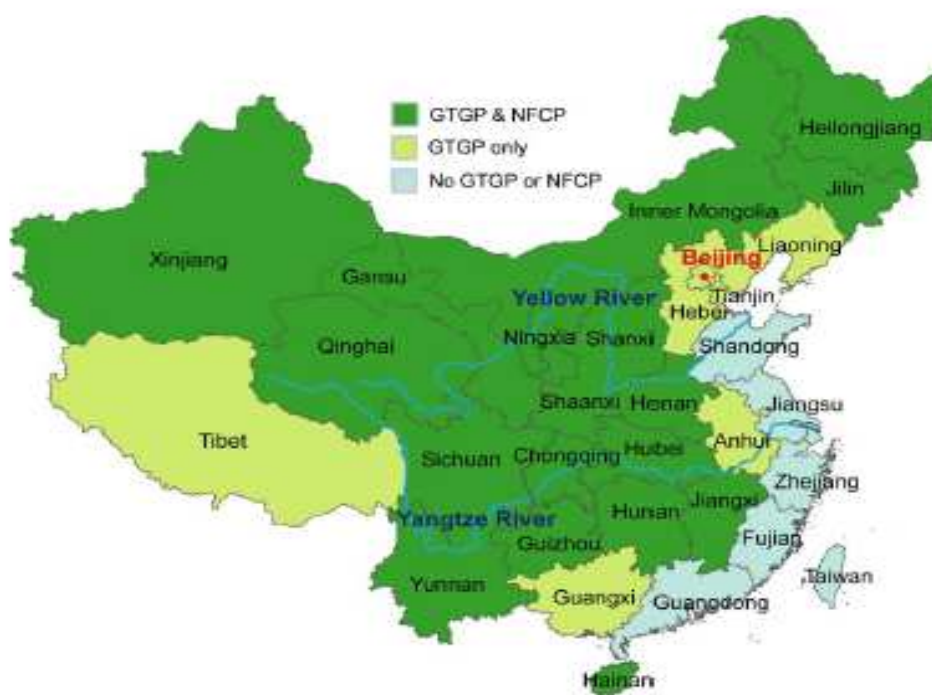 GTGP & NFCP
GTGP only
No GTGP or NFCP
Heilongjiang
Jilin
Inner Mongolia
Liaoning
Xinjiang
Beijing
Gansu
Yellow River
Tianjin
Hebei
Qinghai
Ningxia
Shanxi
Shandong
Shaanxi
Henan
Jiangsu
Tibet
Sichuan
Chongqing
Hubei
Anhui
Zhejiang
Yangtze River
Hunan
Jiangxi
Guizhou
Fujian
Yunnan
Guangxi
Guangdong
Taiwan
Hainan